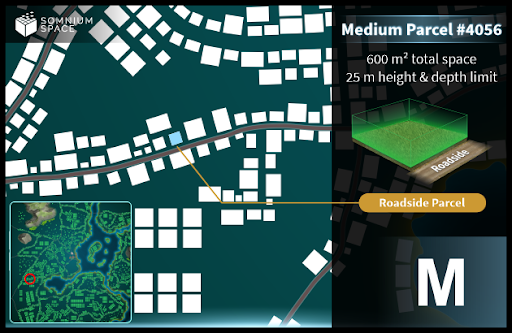 SOMNIUM
SPACE
Medium Parcel #4056
600 m² total space
25 m height & depth limit
Roadside
Roadside Parcel
M